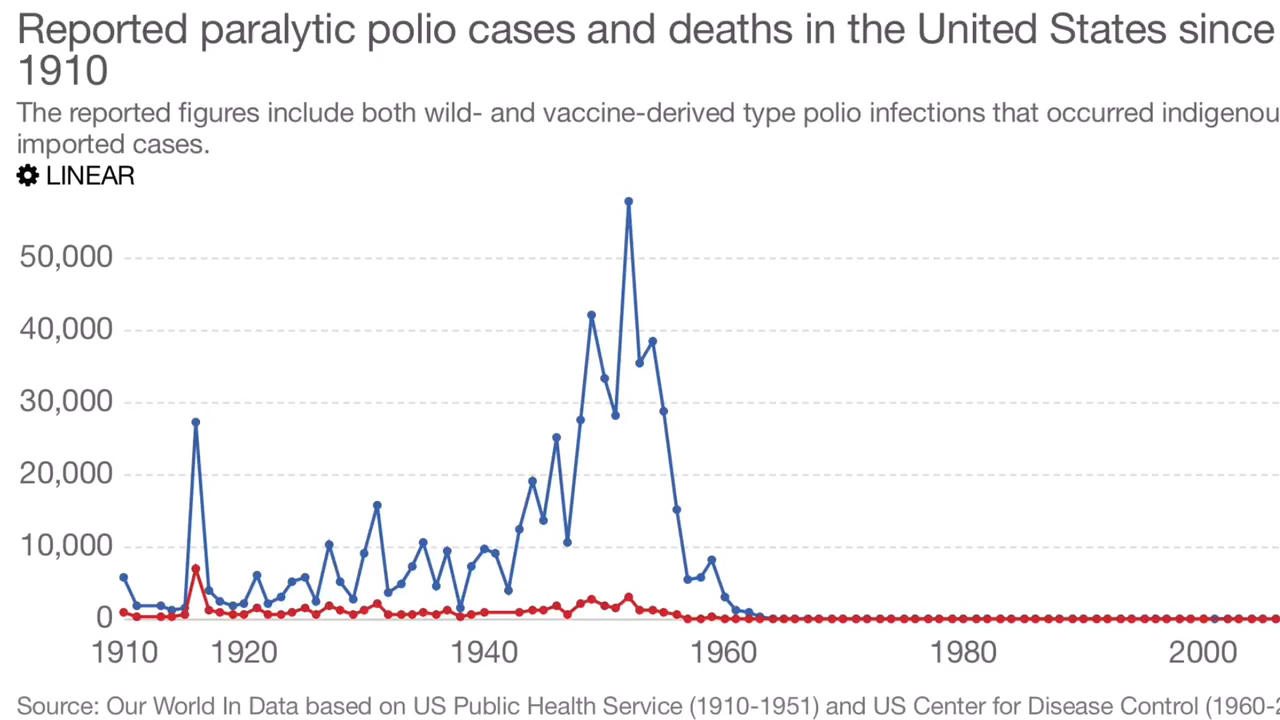 Reported paralytic polio cases and deaths in the United States since
1910
The reported figures include both wild- and vaccine-derived type polio infections that occurred indigenou
imported cases.
LINEAR
50,000
40,000
30,000
20,000
10,000
0
1910 1920 1940 1960 1980 2000
Source: Our World In Data based on US Public Health Service (1910-1951) and US Center for Disease Control (1960-2